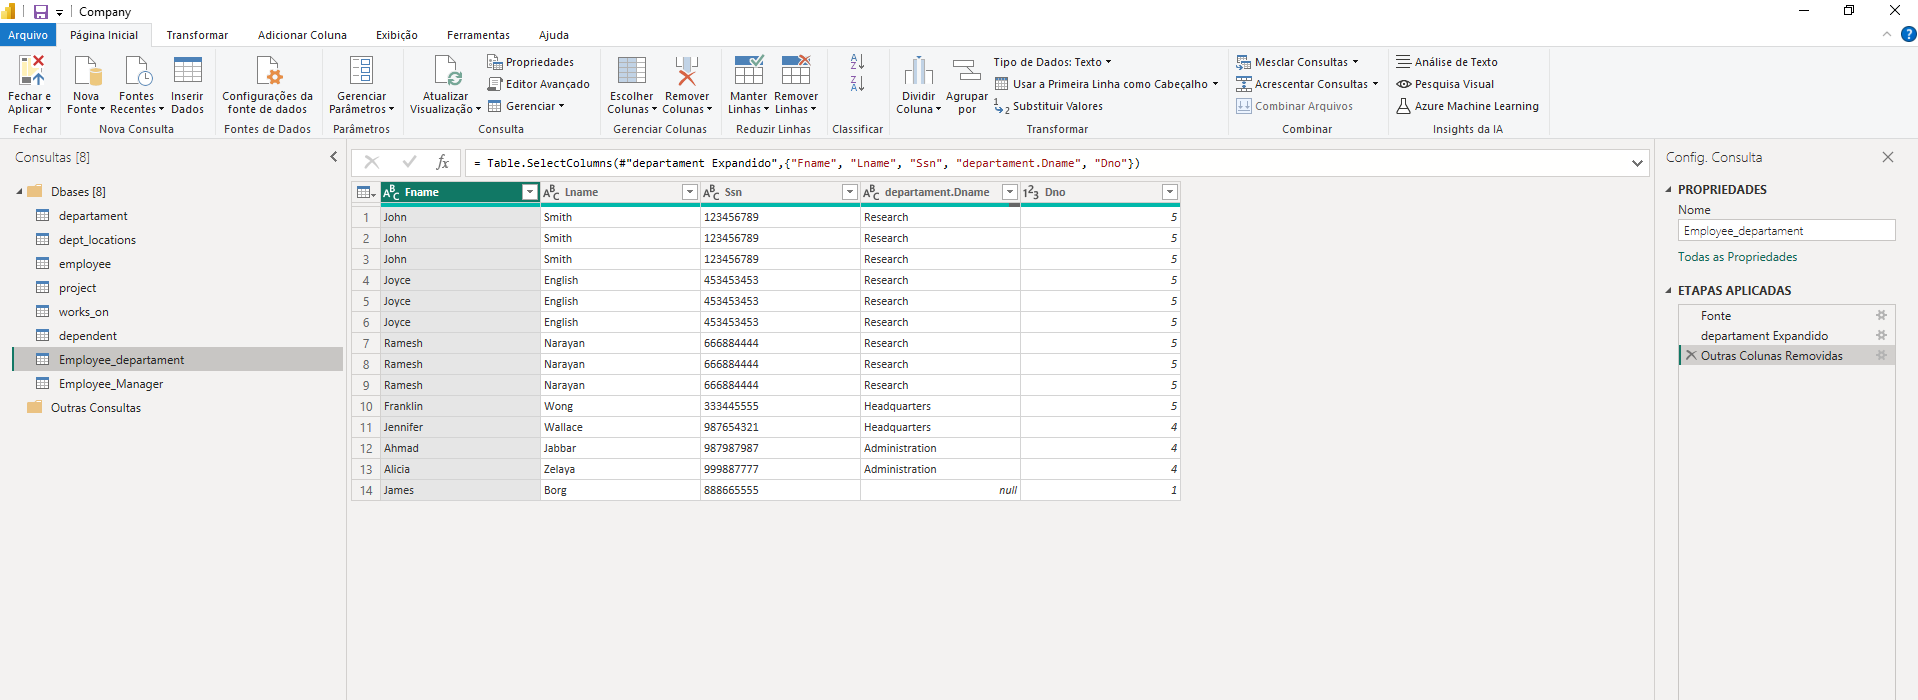 Company
Arquivo Página Inicial Transformar Adicionar Coluna Exibição Ferramentas Ajuda
Fechar e Aplicar
Fechar
Nova Fonte
Fontes Recentes
Inserir Dados
Nova Consulta
Configurações da fonte de dados
Fontes de Dados
Gerenciar Parâmetros
Parâmetros
Atualizar Visualização
Propriedades
Editor Avançado
Gerenciar
Consulta
Escolher Colunas
Remover Colunas
Gerenciar Colunas
Manter Linhas
Remover Linhas
Reduzir Linhas
Classificar
Dividir Coluna
Agrupar por
Tipo de Dados: Texto
Usar a Primeira Linha como Cabeçalho
Substituir Valores
Transformar
Mesclar Consultas
Acrescentar Consultas
Combinar Arquivos
Combinar
Análise de Texto
Pesquisa Visual
Azure Machine Learning
Insights da IA
Consultas [8]
Dbases [8]
departament
dept_locations
employee
project
works_on
dependent
Employee_departament
Employee_Manager
Outras Consultas
= Table.SelectColumns(#"departament Expandido",{"Fname", "Lname", "Ssn", "departament.Dname", "Dno"})
Fname Lname Ssn departament.Dname Dno
1 John Smith 123456789 Research 5
2 John Smith 123456789 Research 5
3 John Smith 123456789 Research 5
4 Joyce English 453453453 Research 5
5 Joyce English 453453453 Research 5
6 Joyce English 453453453 Research 5
7 Ramesh Narayan 666884444 Research 5
8 Ramesh Narayan 666884444 Research 5
9 Ramesh Narayan 666884444 Research 5
10 Franklin Wong 333445555 Headquarters 5
11 Jennifer Wallace 987654321 Headquarters 4
12 Ahmad Jabbar 987987987 Administration 4
13 Alicia Zelaya 999887777 Administration 4
14 James Borg 888665555 null 1
Config. Consulta
PROPRIEDADES
Nome
Employee_departament
Todas as Propriedades
ETAPAS APLICADAS
Fonte
departament Expandido
Outras Colunas Removidas